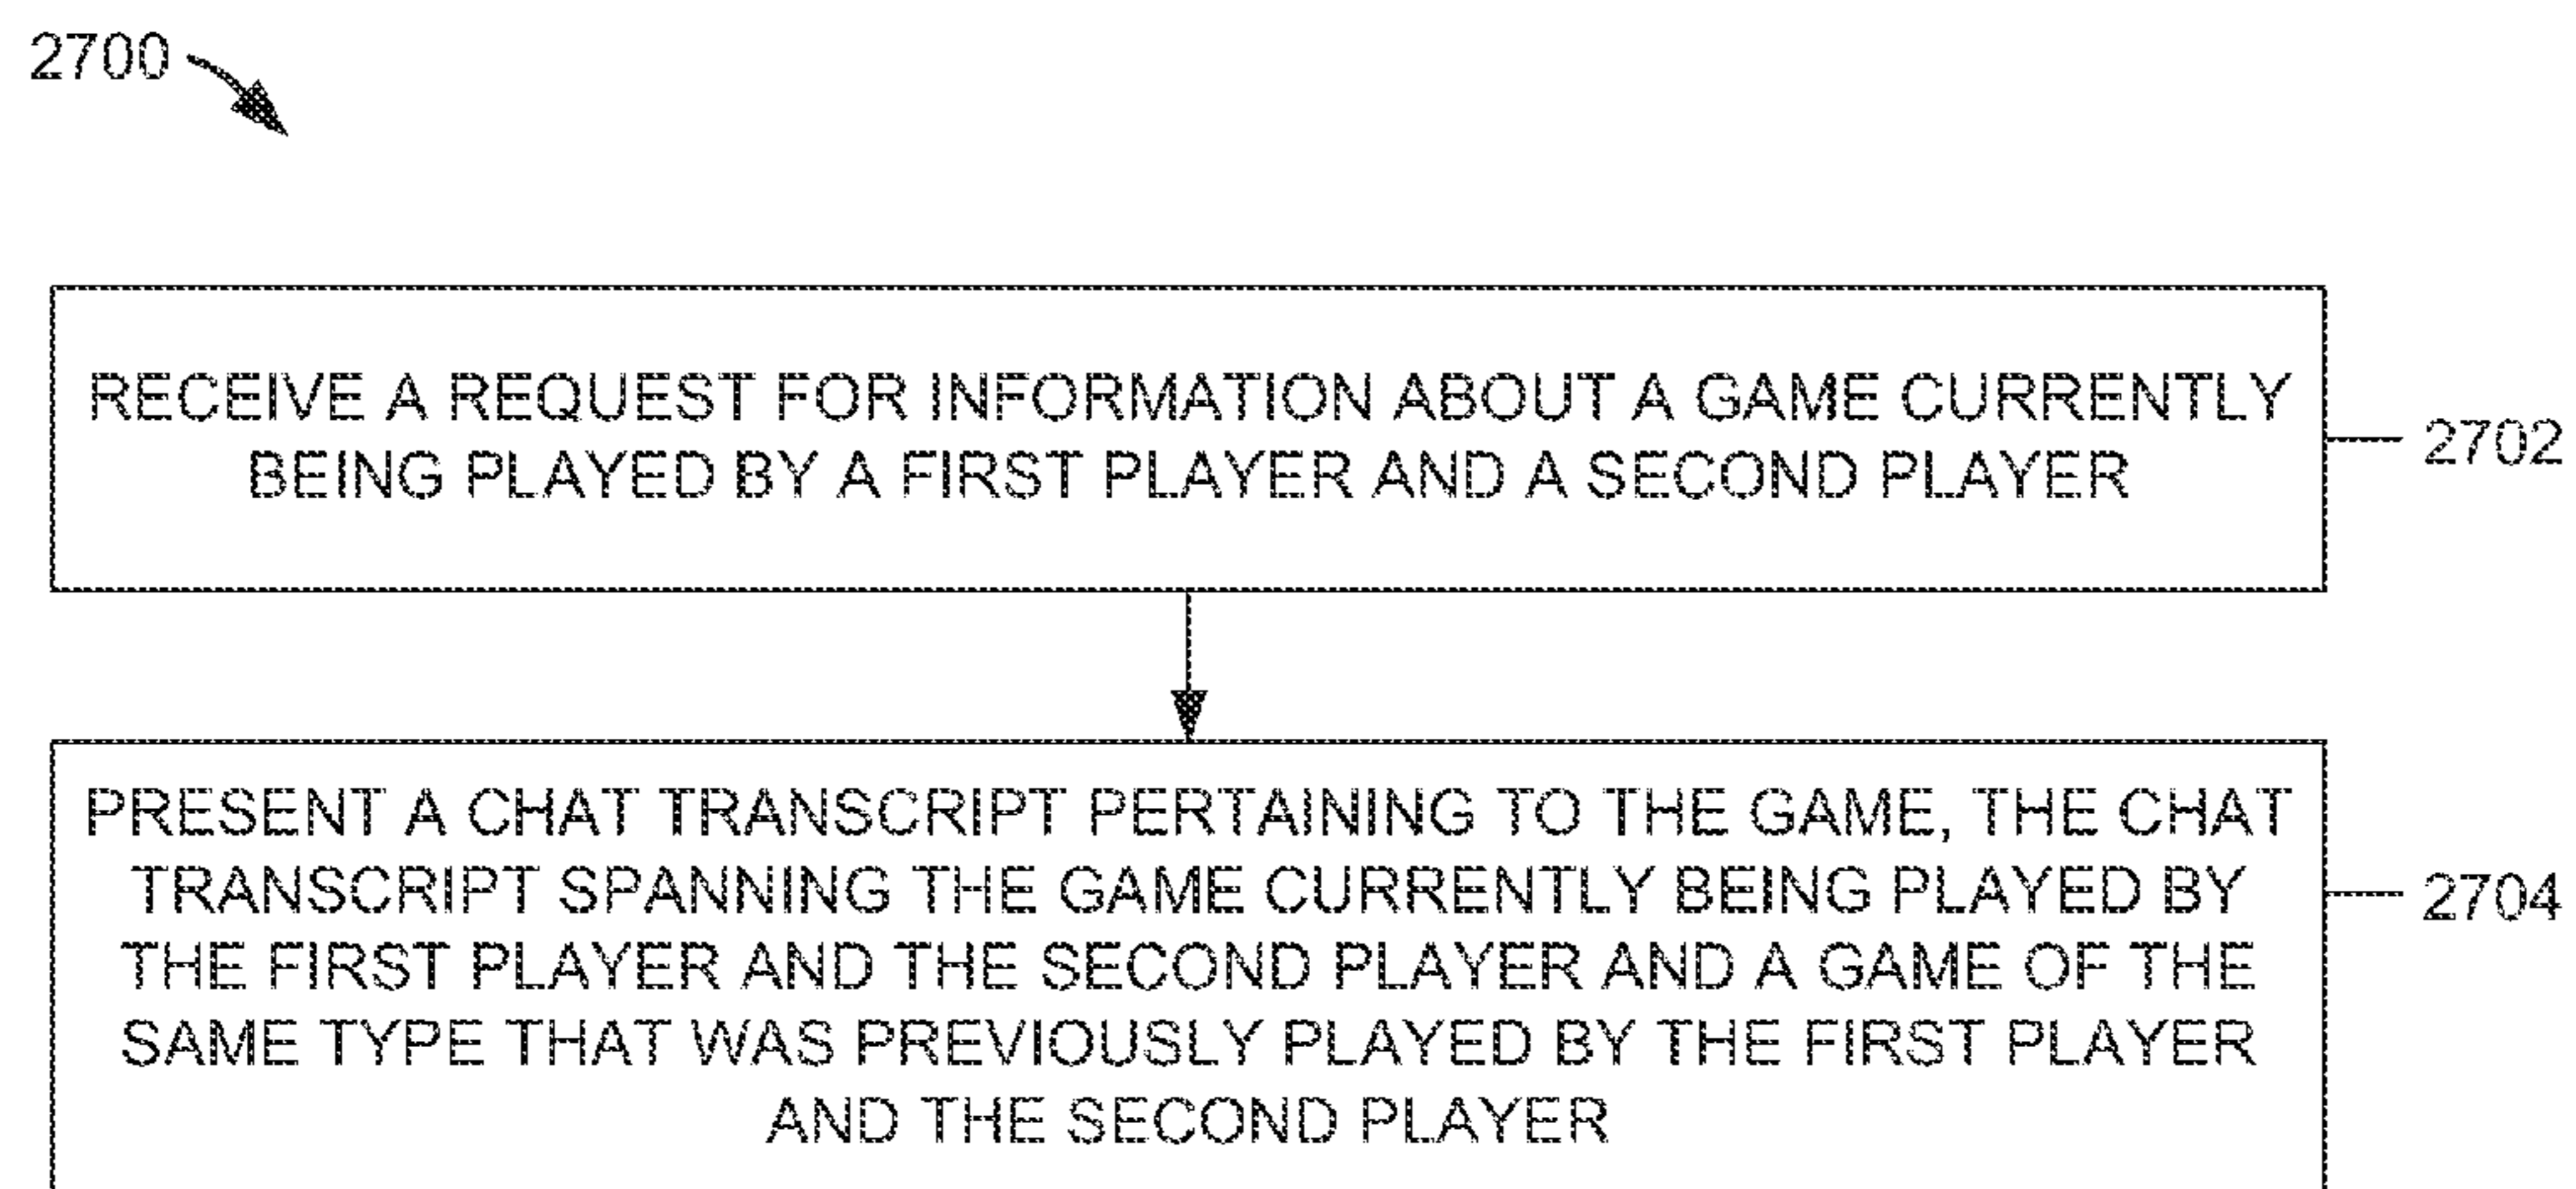 2700
RECEIVE A REQUEST FOR INFORMATION ABOUT A GAME CURRENTLY
BEING PLAYED BY A FIRST PLAYER AND A SECOND PLAYER
2702
PRESENT A CHAT TRANSCRIPT PERTAINING TO THE GAME, THE CHAT
TRANSCRIPT SPANNING THE GAME CURRENTLY BEING PLAYED BY
THE FIRST PLAYER AND THE SECOND PLAYER AND A GAME OF THE
SAME TYPE THAT WAS PREVIOUSLY PLAYED BY THE FIRST PLAYER
AND THE SECOND PLAYER
2704